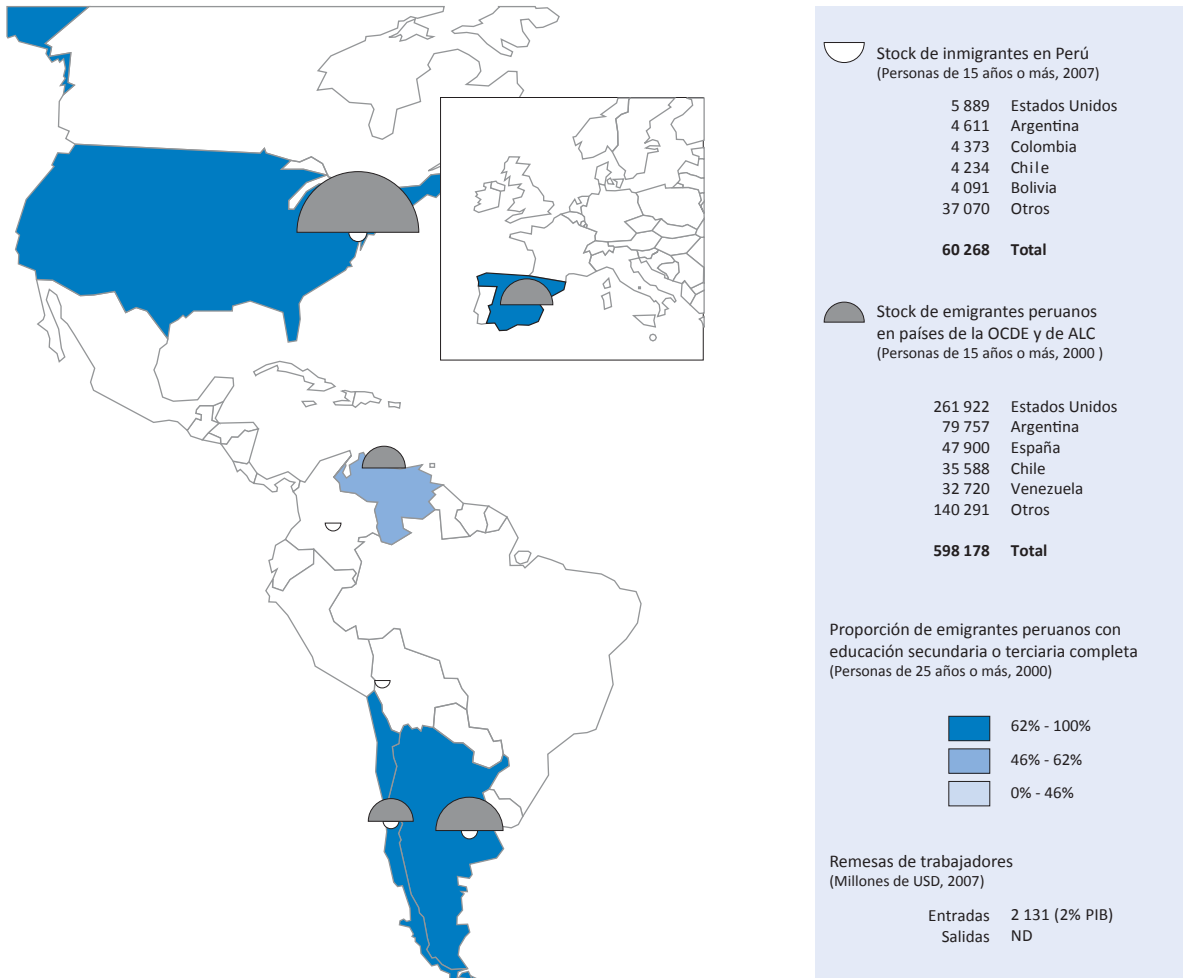 Stock de inmigrantes en Perú
(Personas de 15 años o más, 2007)
5 889 Estados Unidos
4 611 Argentina
4 373 Colombia
4 234 Chile
4 091 Bolivia
37 070 Otros
60 268 Total
Stock de emigrantes peruanos
en países de la OCDE y de ALC
(Personas de 15 años o más, 2000 )
261 922 Estados Unidos
79 757 Argentina
47 900 España
35 588 Chile
32 720 Venezuela
140 291 Otros
598 178 Total
Proporción de emigrantes peruanos con
educación secundaria o terciaria completa
(Personas de 25 años o más, 2000)
62% - 100%
46% - 62%
0% - 46%
Remesas de trabajadores
(Millones de USD, 2007)
Entradas 2 131 (2% PIB)
Salidas ND